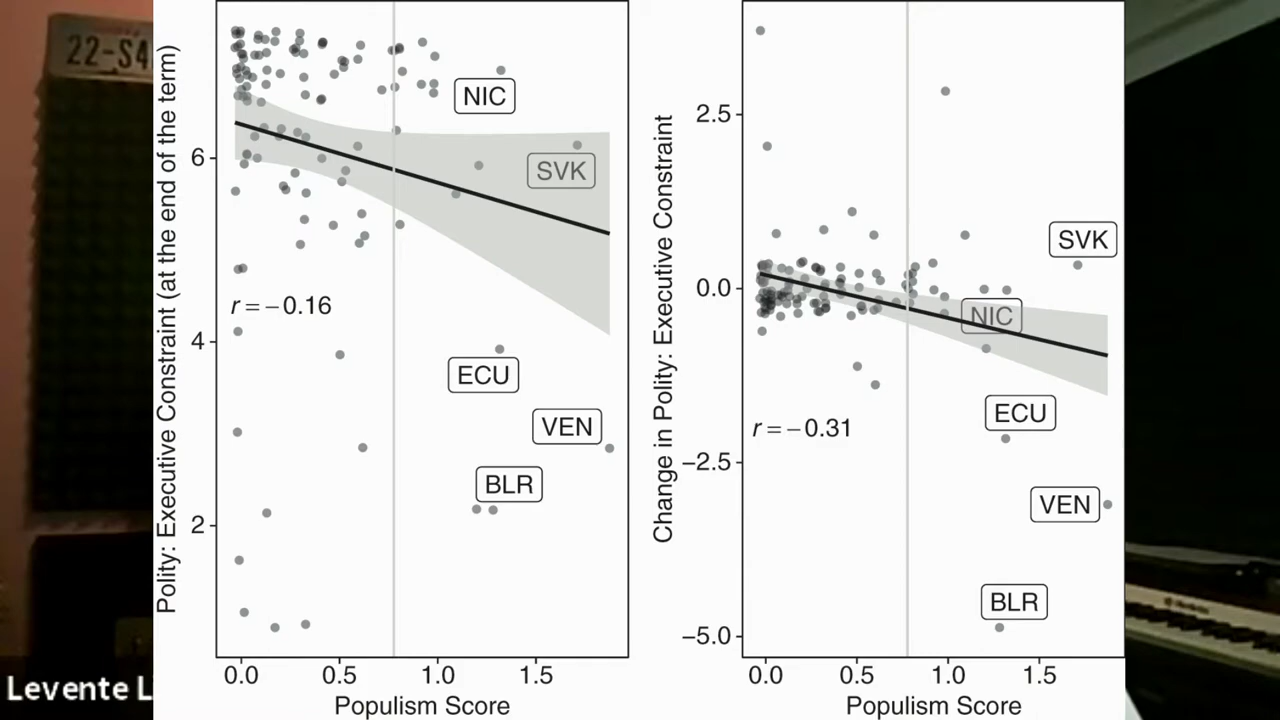 22-S4
Polity: Executive Constraint (at the end of the term)
6
4
2
NIC
SVK
r = −0.16
ECU
VEN
BLR
0.0 0.5 1.0 1.5
Populism Score
Change in Polity: Executive Constraint
2.5
0.0
−2.5
−5.0
SVK
NIC
r = −0.31
ECU
VEN
BLR
0.0 0.5 1.0 1.5
Populism Score
Levente L